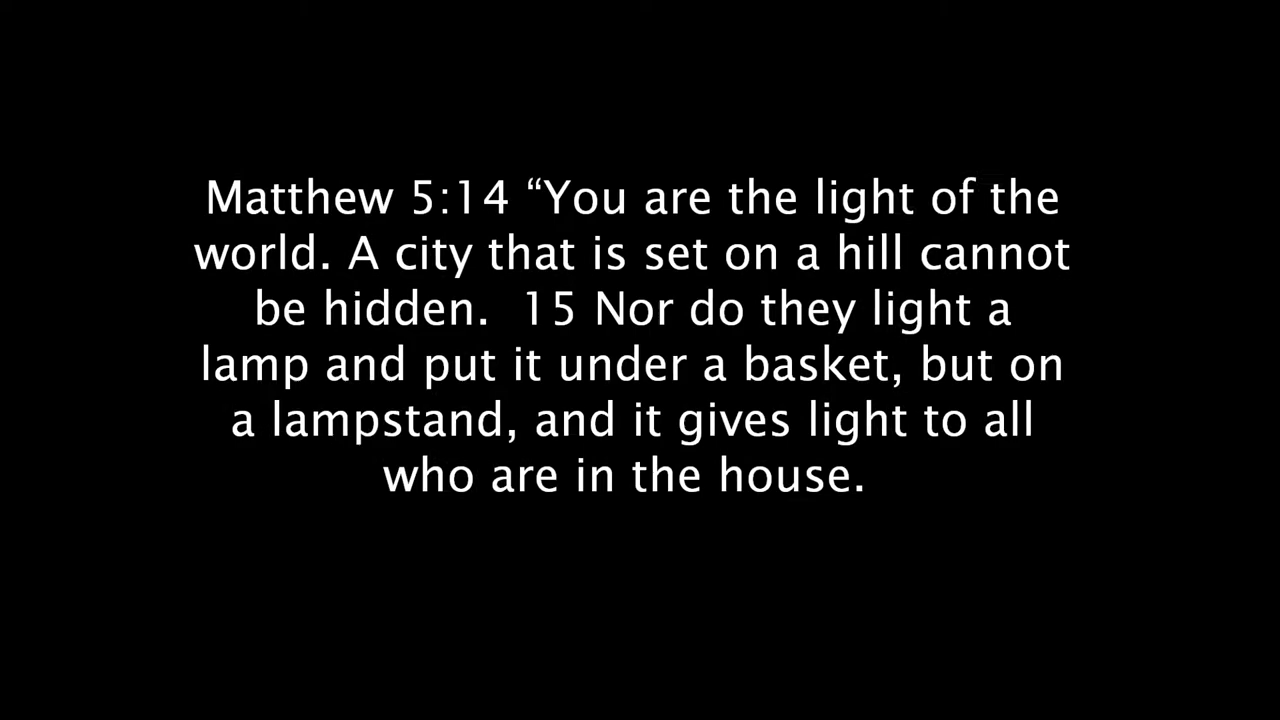 Matthew 5:14 “You are the light of the
world. A city that is set on a hill cannot
be hidden.  15 Nor do they light a
lamp and put it under a basket, but on
a lampstand, and it gives light to all
who are in the house.